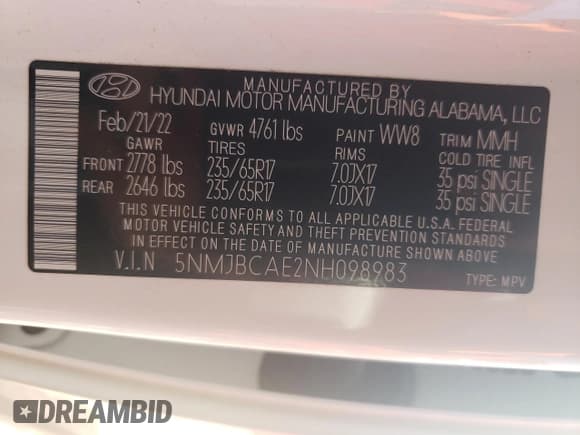 MANUFACTURED BY
HYUNDAI MOTOR MANUFACTURING ALABAMA, LLC
Feb/21/22 GVWR 4761 lbs PAINT WW8 TRIM MMH
GAWR TIRES RIMS COLD TIRE INFL
FRONT 2778 lbs 235/65R17 7.0JX17 35 psi SINGLE
REAR 2646 lbs 235/65R17 7.0JX17 35 psi SINGLE
THIS VEHICLE CONFORMS TO ALL APPLICABLE U.S.A. FEDERAL
MOTOR VEHICLE SAFETY AND THEFT PREVENTION STANDARDS
IN EFFECT ON THE DATE OF MANUFACTURE SHOWN ABOVE
V.I.N 5NMJBCAE2NH098983 TYPE: MPV
DREAMBID